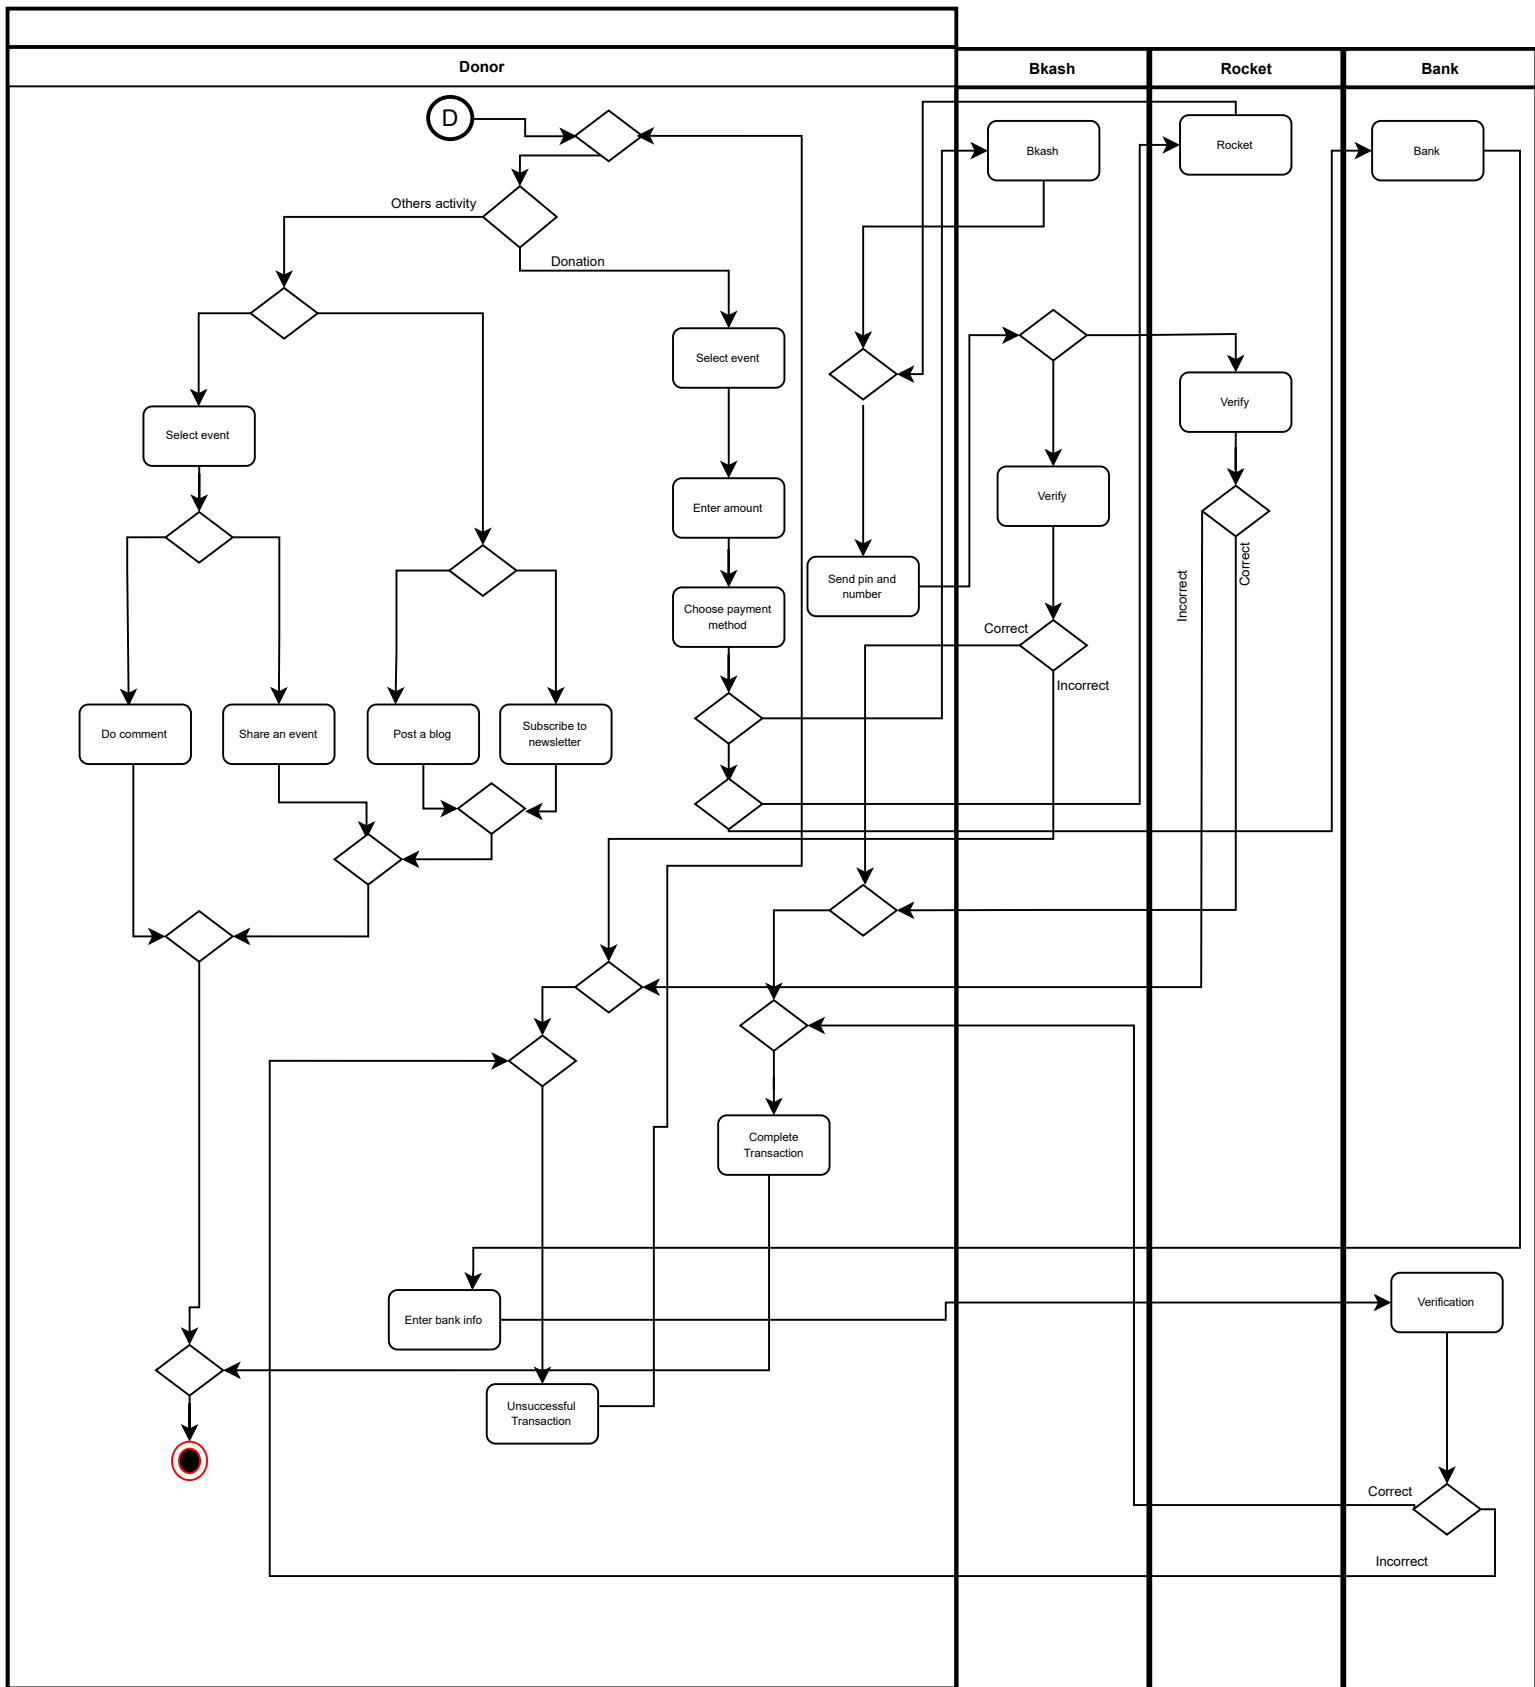 Donor
Bkash
Rocket
Bank
D
Bkash
Rocket
Bank
Others activity
Donation
Select event
Verify
Select event
Verify
Enter amount
Send pin and
number
Incorrect
Correct
Choose payment
method
Correct
Incorrect
Do comment
Share an event
Post a blog
Subscribe to
newsletter
Complete
Transaction
Enter bank info
Verification
Unsuccessful
Transaction
Correct
Incorrect